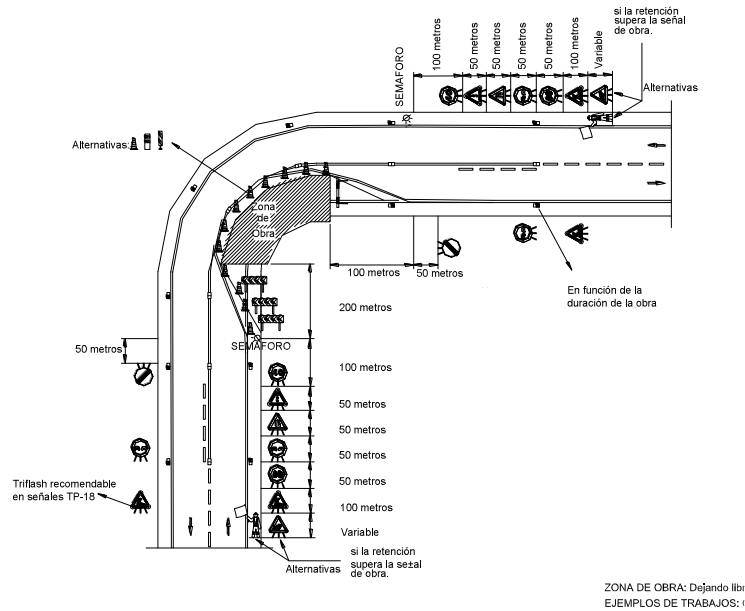 si la retención
supera la señal
de obra.
100 metros
50 metros
50 metros
50 metros
50 metros
100 metros
Variable
SEMAFORO
Alternativas
Alternativas:
Zona
de
Obra
100 metros
50 metros
En función de la
duración de la obra
200 metros
SEMAFORO
50 metros
100 metros
50 metros
50 metros
50 metros
50 metros
100 metros
Variable
Triflash recomendable
en señales TP-18
Alternativas
si la retención
supera la se±al
de obra.
ZONA DE OBRA: Dejando
EJEMPLOS DE TRABAJOS: